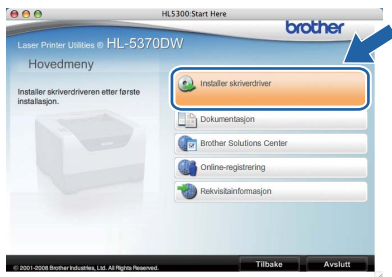 HL5300:Start Here
brother
Laser Printer Utilities ® HL-5370DW
Hovedmeny
Installer skriverdriveren etter første
installasjon.
Installer skriverdriver
Dokumentasjon
Brother Solutions Center
Online-registrering
Rekvisitainformasjon
© 2001-2008 Brother Industries, Ltd. All Rights Reserved.
Tilbake
Avslutt